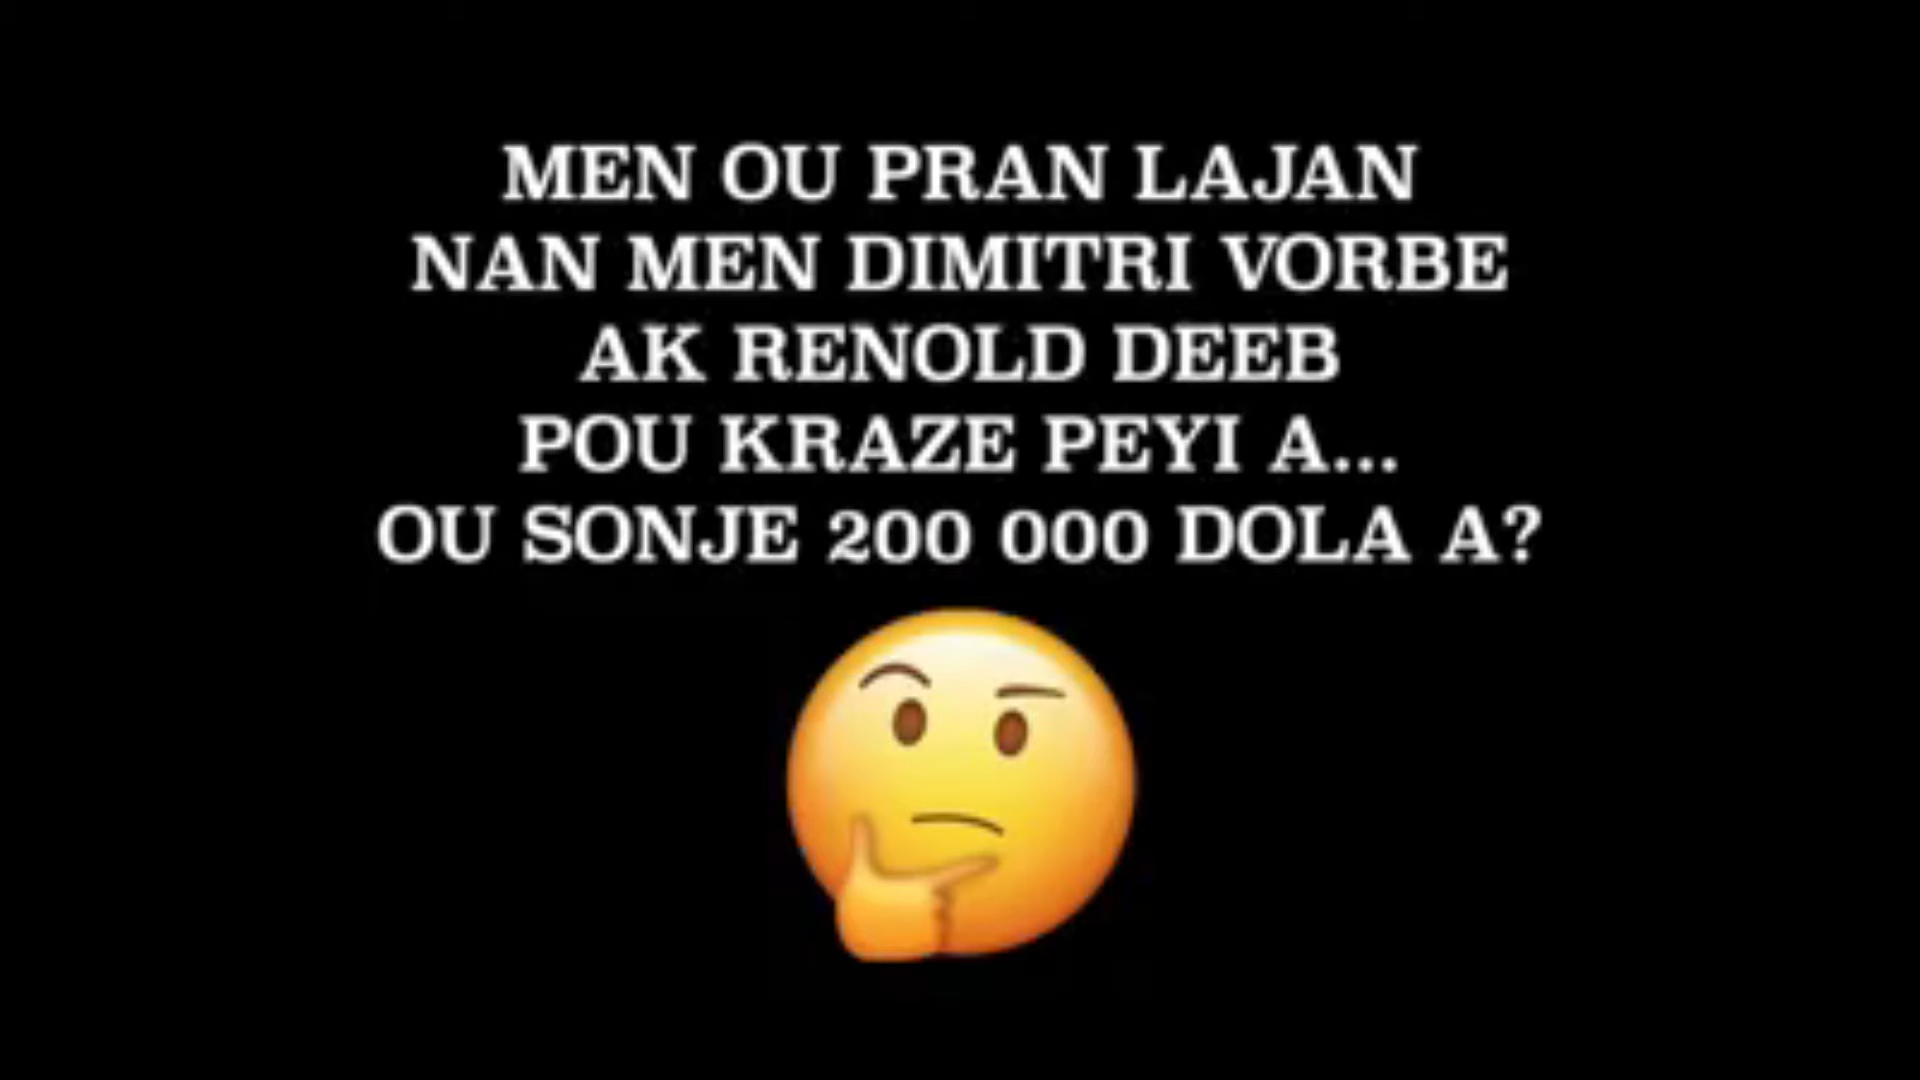 MEN OU PRAN LAJAN
NAN MEN DIMITRI VORBE
AK RENOLD DEEB
POU KRAZE PEYI A...
OU SONJE 200 000 DOLA A?